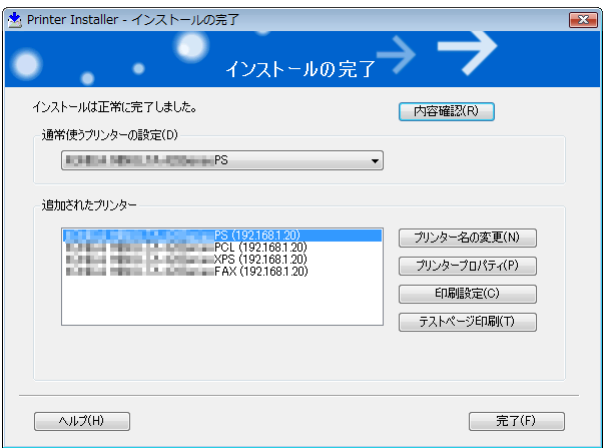 Printer Installer - インストールの完了
インストールの完了
インストールは正常に完了しました。
内容確認(R)
通常使うプリンターの設定(D)
PS
追加されたプリンター
PS (192.168.1.20)
PCL (192.168.1.20)
XPS (192.168.1.20)
FAX (192.168.1.20)
プリンター名の変更(N)
プリンタープロパティ(P)
印刷設定(C)
テストページ印刷(T)
ヘルプ(H)
完了(F)